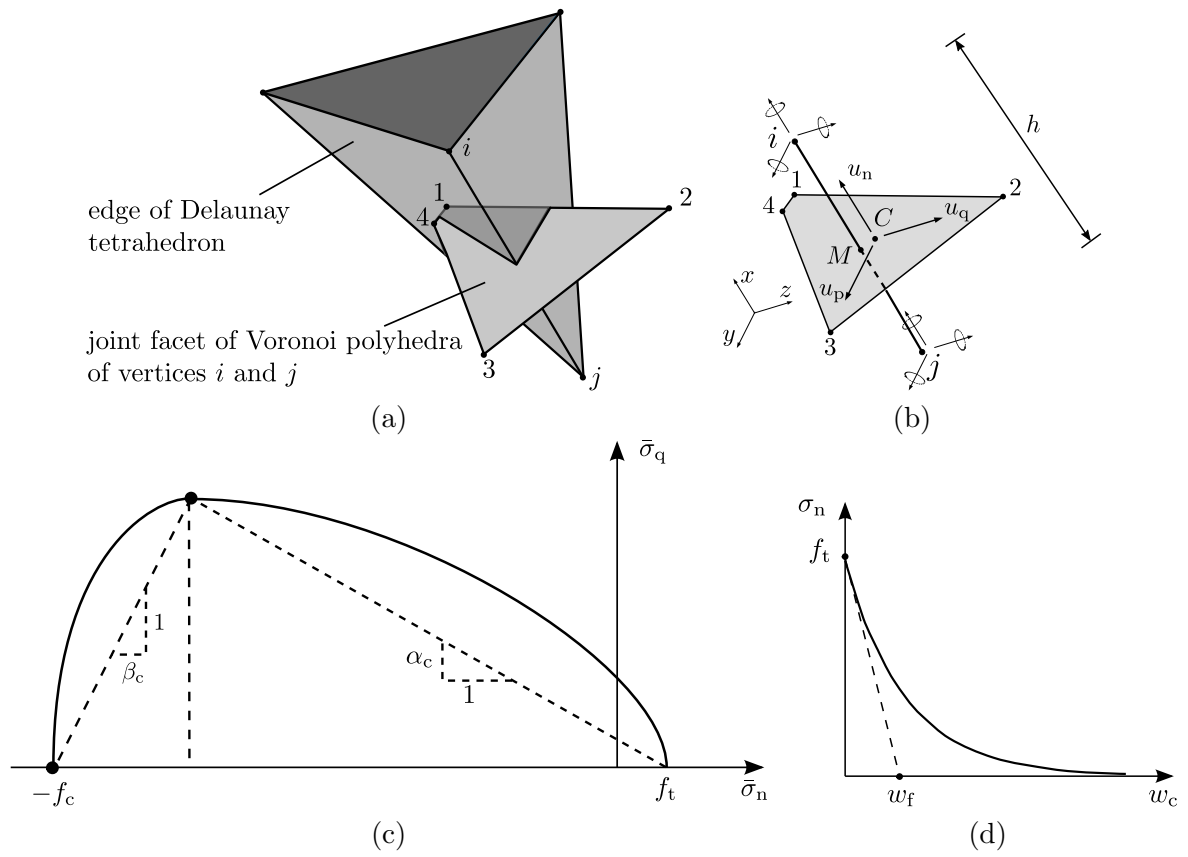 i
1
2
4
edge of Delaunay
tetrahedron
joint facet of Voronoi polyhedra
of vertices i and j
3
j
(a)
h
i
u_n
1
2
4
C
u_q
M
u_p
x
z
y
3
j
(b)
σ̄_q
1
β_c
α_c
1
−f_c
f_t
σ̄_n
(c)
σ_n
f_t
w_f
w_c
(d)